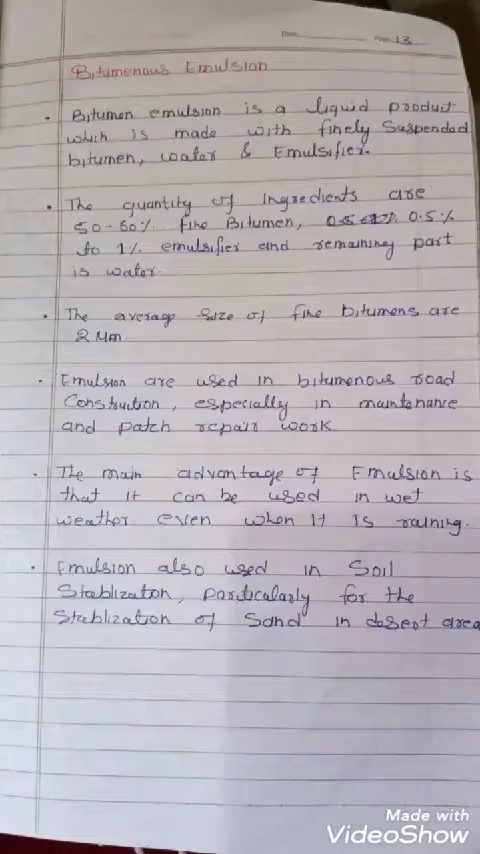 Date
Page 13
Bitumenous Emulsion
• Bitumen emulsion is a liquid product
which is made with finely suspended
bitumen, water & Emulsifier.
• The quantity of ingredients are
50-60% fine Bitumen, 0.5%
to 1% emulsifier and remaining part
is water.
• The average size of fine bitumens are
2 Mm.
• Emulsion are used in bitumenous road
Construction, especially in maintenance
and patch repair work.
• The main advantage of Emulsion is
that it can be used in wet
weather even when it is raining.
• Emulsion also used in Soil
Stablization, particularly for the
Stablization of Sand in desert area
Made with
VideoShow